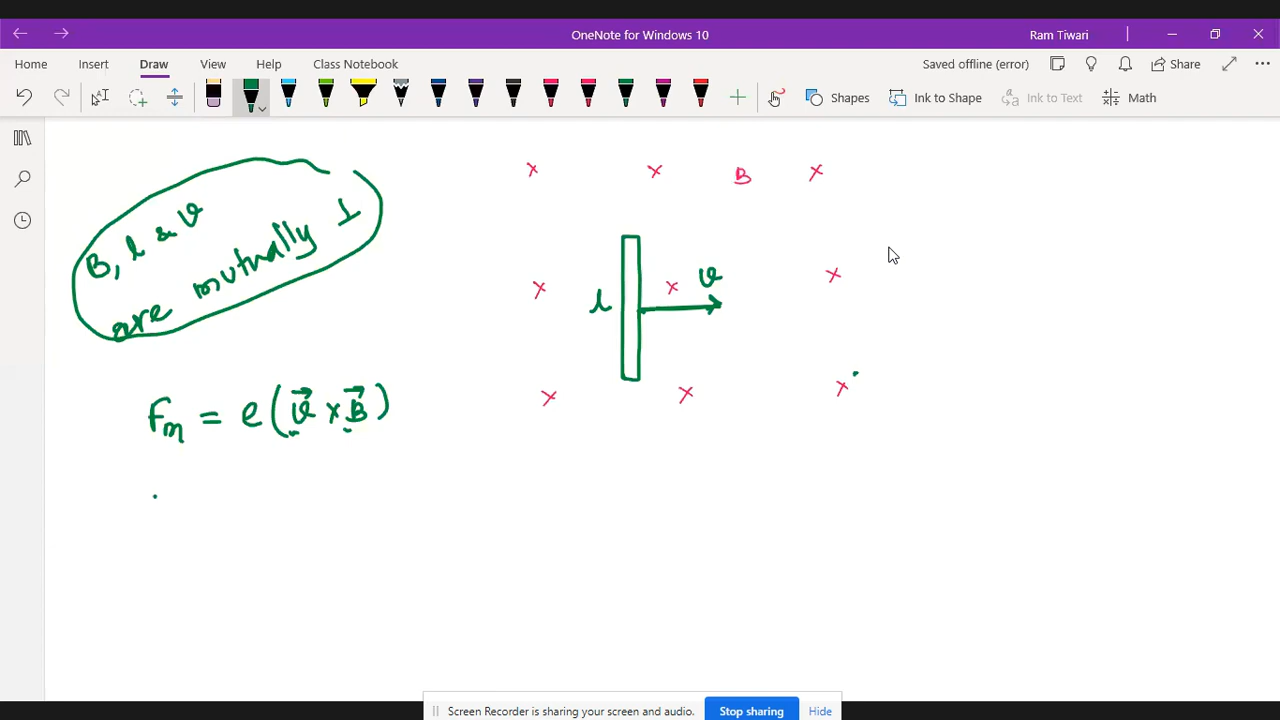 OneNote for Windows 10
Ram Tiwari
Home Insert Draw View Help Class Notebook
Saved offline (error) Share
Shapes Ink to Shape Ink to Text Math
x x B x
B, l & v
are mutually ⊥
l x x v x
x x x
Fm = e(v⃗ × B⃗)
Screen Recorder is sharing your screen and audio. Stop sharing Hide